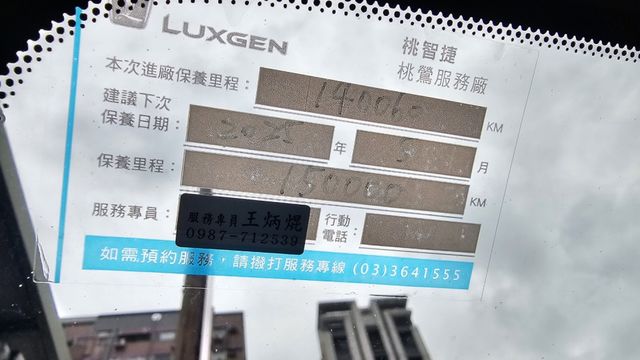 LUXGEN
桃智捷
桃鶯服務廠
本次進廠保養里程： 140060 KM
建議下次
保養日期： 2025 年 5 月
保養里程： 150000 KM
服務專員： 行動
電話：
服務專員王炳焜
0987-712539
如需預約服務，請撥打服務專線 (03)3641555